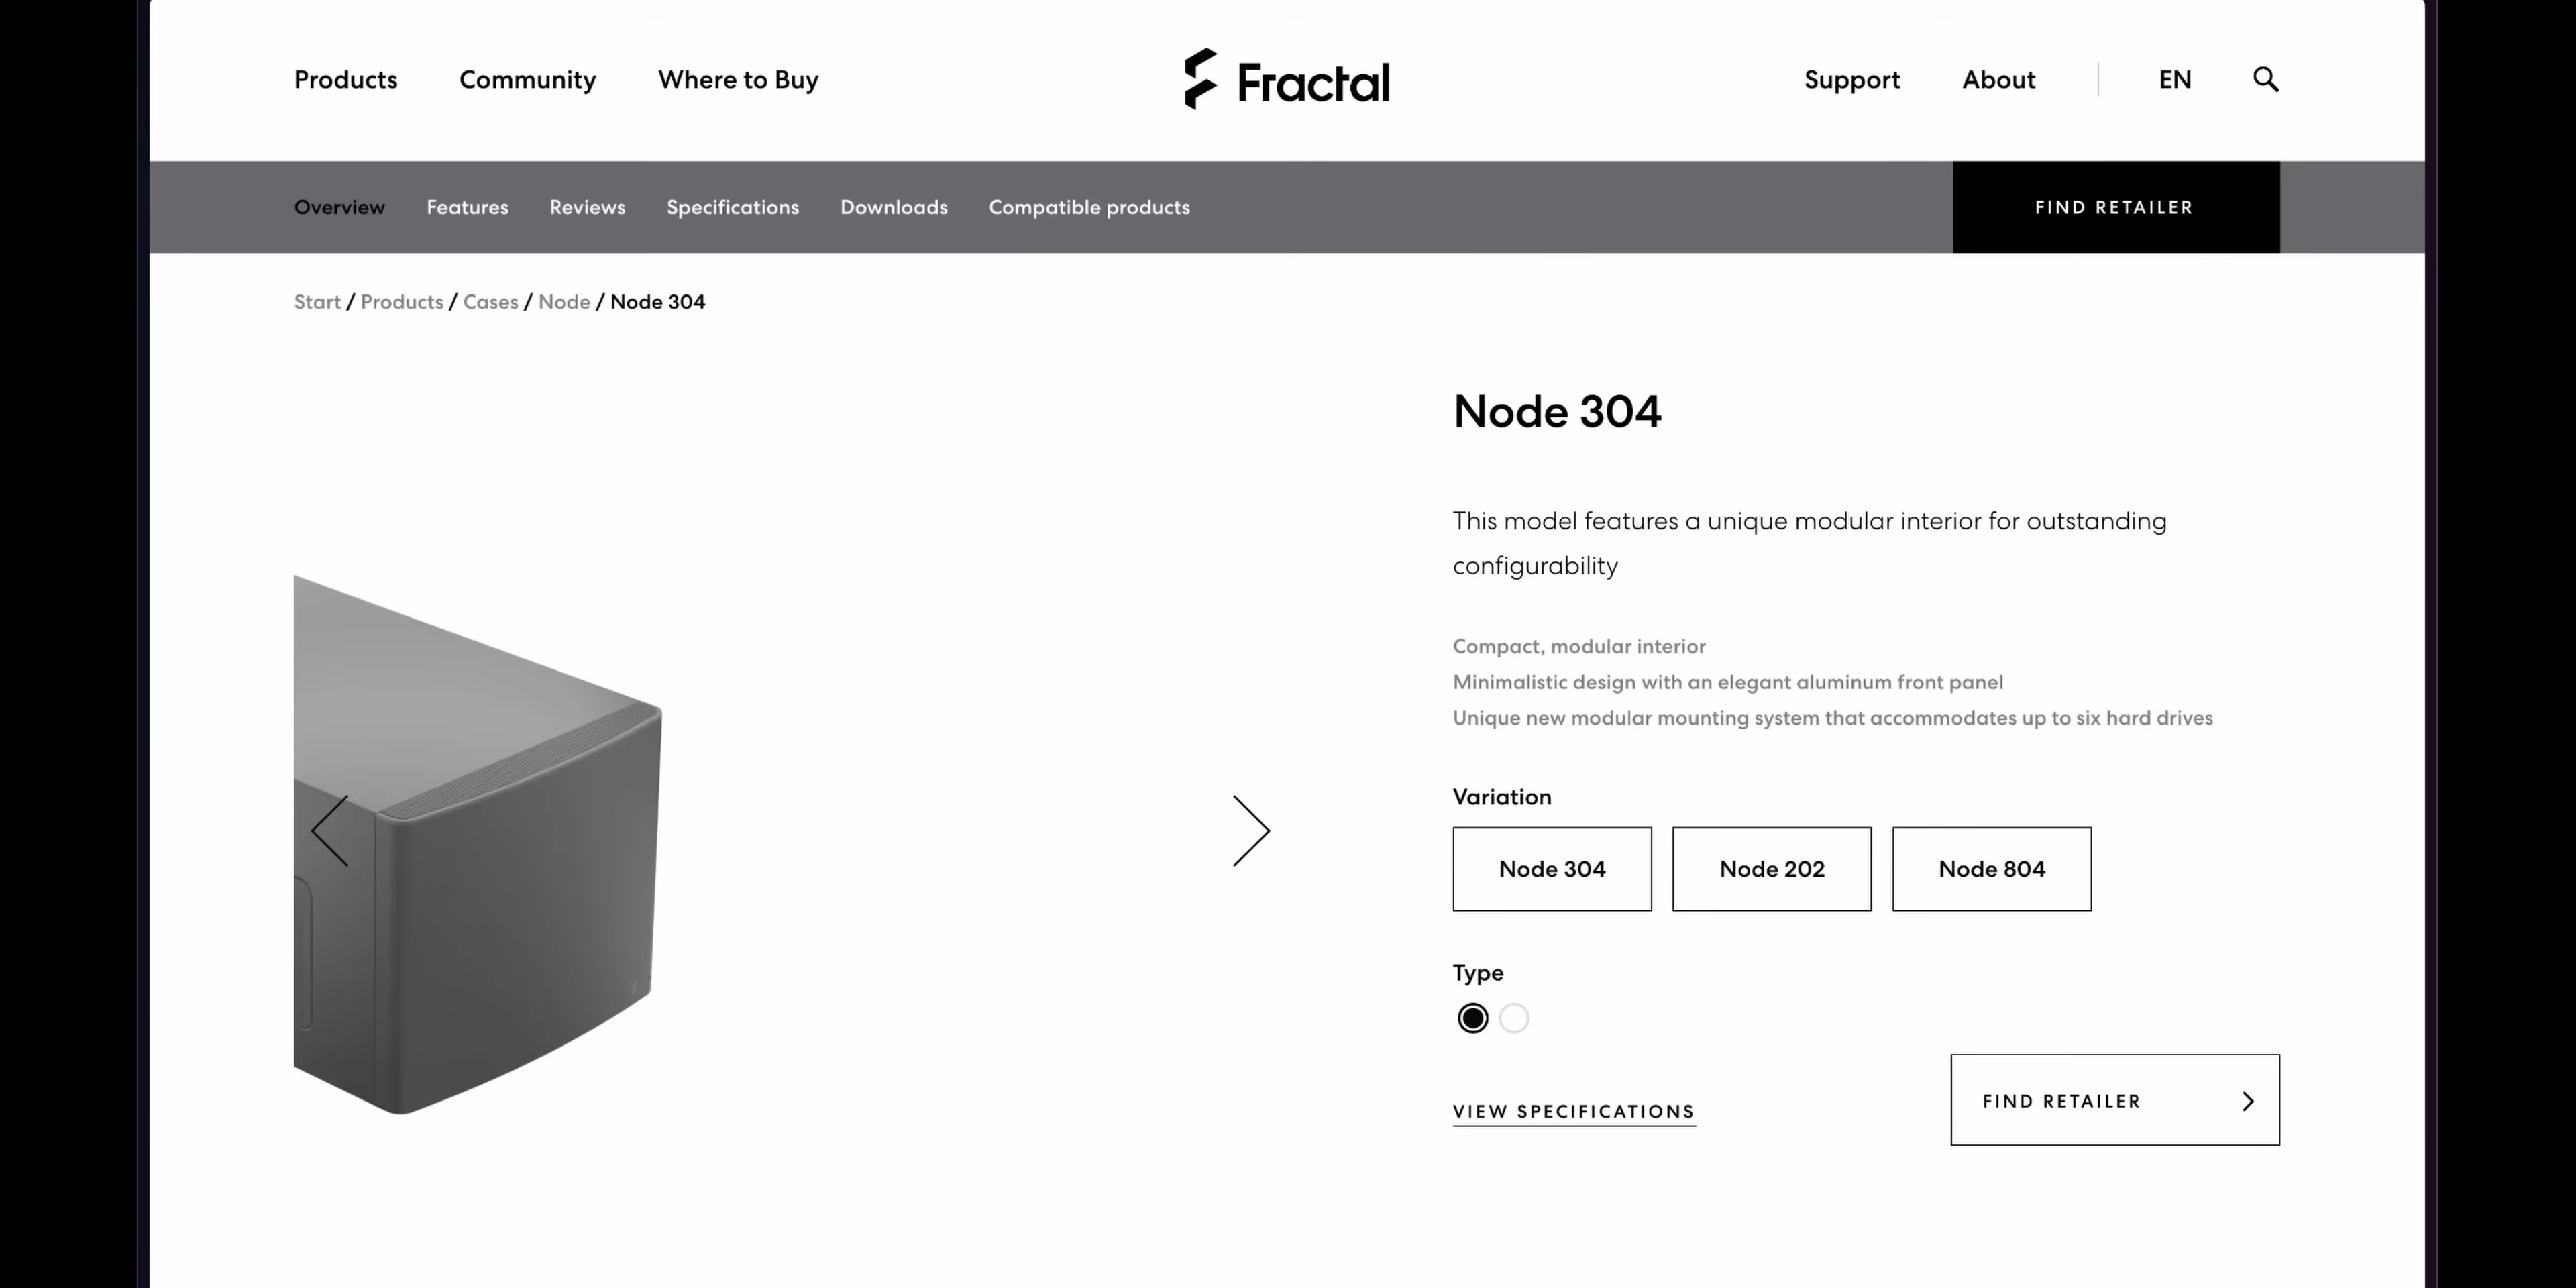 Products Community Where to Buy Fractal Support About EN
Overview Features Reviews Specifications Downloads Compatible products FIND RETAILER
Start / Products / Cases / Node / Node 304
Node 304
This model features a unique modular interior for outstanding
configurability
Compact, modular interior
Minimalistic design with an elegant aluminum front panel
Unique new modular mounting system that accommodates up to six hard drives
Variation
Node 304 Node 202 Node 804
Type
VIEW SPECIFICATIONS FIND RETAILER